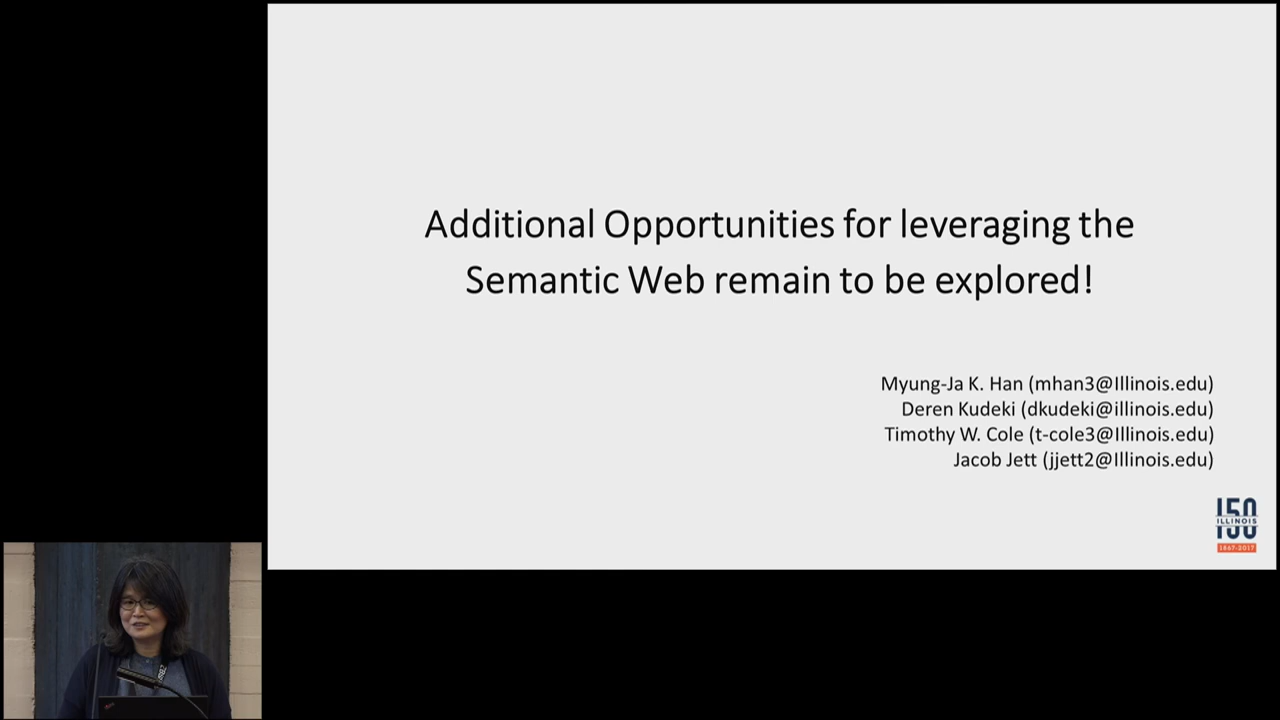 Additional Opportunities for leveraging the
Semantic Web remain to be explored!
Myung-Ja K. Han (mhan3@Illinois.edu)
Deren Kudeki (dkudeki@illinois.edu)
Timothy W. Cole (t-cole3@Illinois.edu)
Jacob Jett (jjett2@Illinois.edu)
150
ILLINOIS
1867-2017